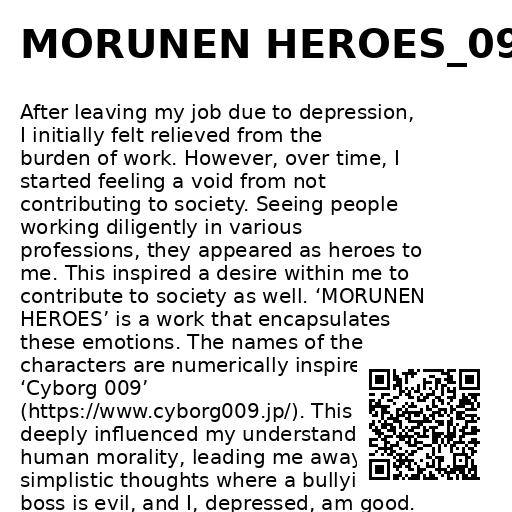 MORUNEN HEROES_09
After leaving my job due to depression,
I initially felt relieved from the
burden of work. However, over time, I
started feeling a void from not
contributing to society. Seeing people
working diligently in various
professions, they appeared as heroes to
me. This inspired a desire within me to
contribute to society as well. ‘MORUNEN
HEROES’ is a work that encapsulates
these emotions. The names of the
characters are numerically inspire
‘Cyborg 009’
(https://www.cyborg009.jp/). This
deeply influenced my understand
human morality, leading me away
simplistic thoughts where a bullyi
boss is evil, and I, depressed, am good.